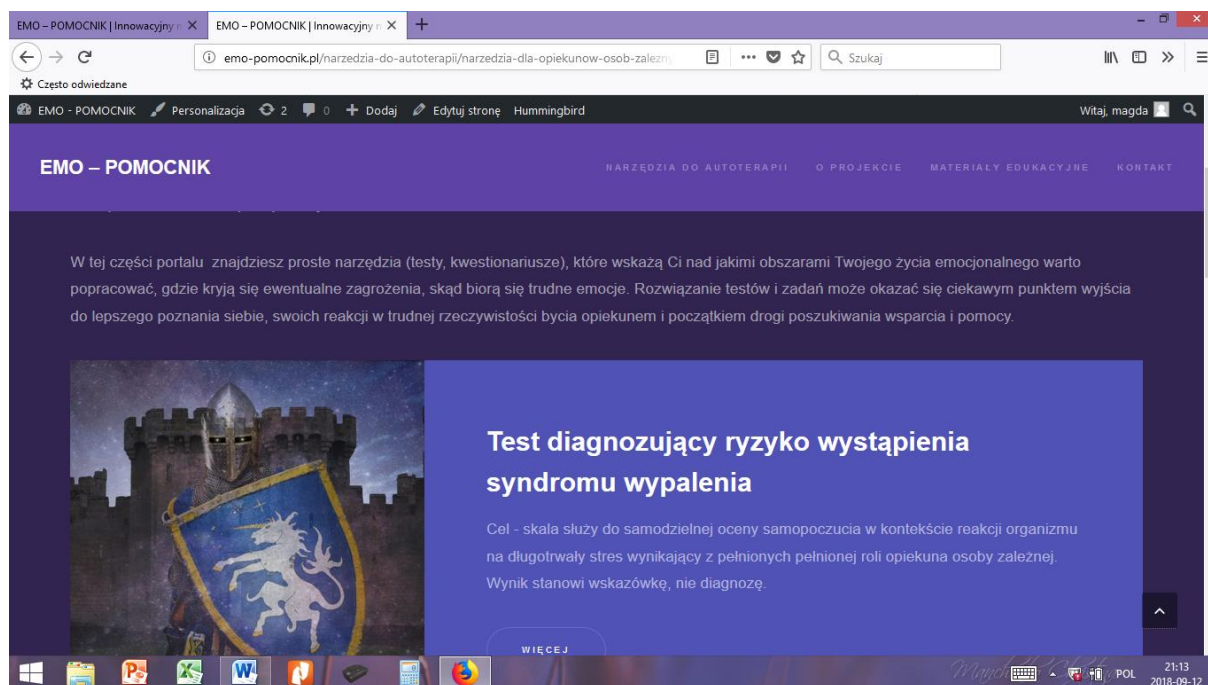 EMO – POMOCNIK | Innowacyjny n
EMO – POMOCNIK | Innowacyjny n
emo-pomocnik.pl/narzedzia-do-autoterapii/narzedzia-dla-opiekunow-osob-zalezny
Szukaj
Często odwiedzane
EMO - POMOCNIK Personalizacja 2 0 Dodaj Edytuj stronę Hummingbird Witaj, magda
EMO – POMOCNIK NARZĘDZIA DO AUTOTERAPII O PROJEKCIE MATERIAŁY EDUKACYJNE KONTAKT
W tej części portalu znajdziesz proste narzędzia (testy, kwestionariusze), które wskażą Ci nad jakimi obszarami Twojego życia emocjonalnego warto
popracować, gdzie kryją się ewentualne zagrożenia, skąd biorą się trudne emocje. Rozwiązanie testów i zadań może okazać się ciekawym punktem wyjścia
do lepszego poznania siebie, swoich reakcji w trudnej rzeczywistości bycia opiekunem i początkiem drogi poszukiwania wsparcia i pomocy.
Test diagnozujący ryzyko wystąpienia
syndromu wypalenia
Cel - skala służy do samodzielnej oceny samopoczucia w kontekście reakcji organizmu
na długotrwały stres wynikający z pełnionych pełnionej roli opiekuna osoby zależnej.
Wynik stanowi wskazówkę, nie diagnozę.
WIĘCEJ
POL
21:13
2018-09-12